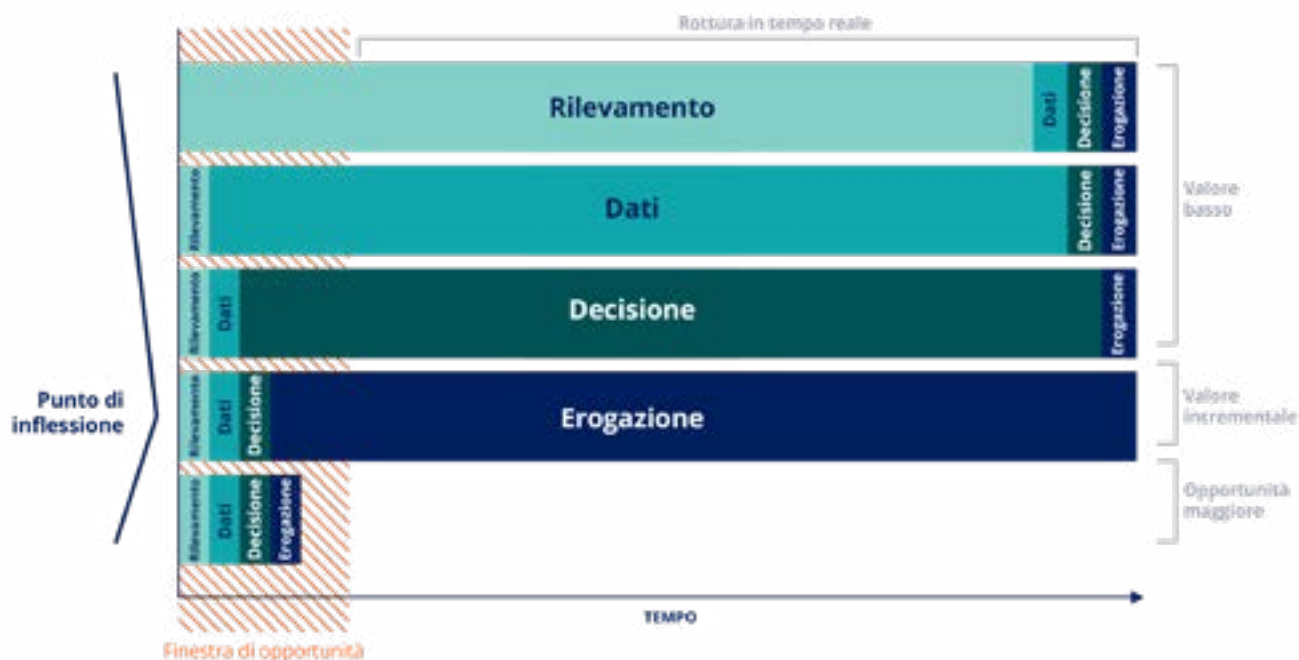 Rottura in tempo reale
Rilevamento
Dati
Decisione
Erogazione
Valore
basso
Rilevamento
Dati
Decisione
Erogazione
Rilevamento
Dati
Decisione
Erogazione
Punto di
inflessione
Rilevamento
Dati
Decisione
Erogazione
Valore
incrementale
Rilevamento
Dati
Decisione
Erogazione
Opportunità
maggiore
TEMPO
Finestra di opportunità